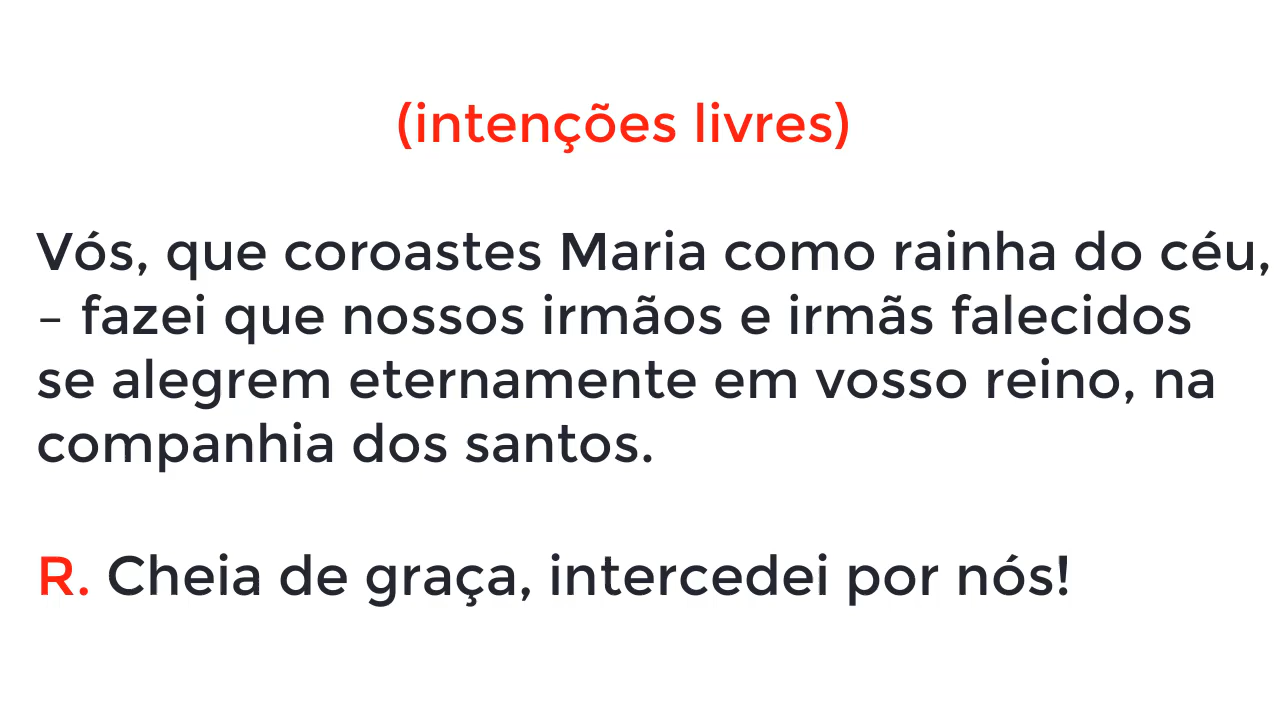 (intenções livres)
Vós, que coroastes Maria como rainha do céu,
– fazei que nossos irmãos e irmãs falecidos
se alegrem eternamente em vosso reino, na
companhia dos santos.
R. Cheia de graça, intercedei por nós!